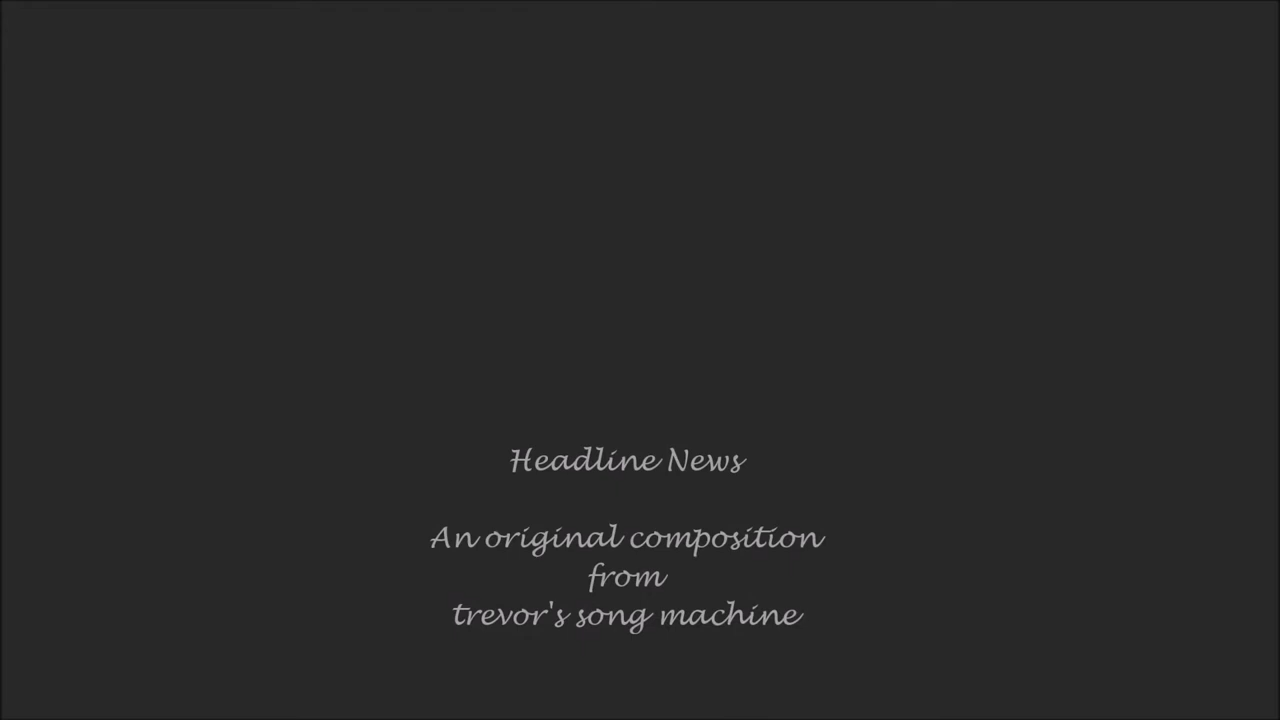 Headline News
An original composition
from
trevor's song machine